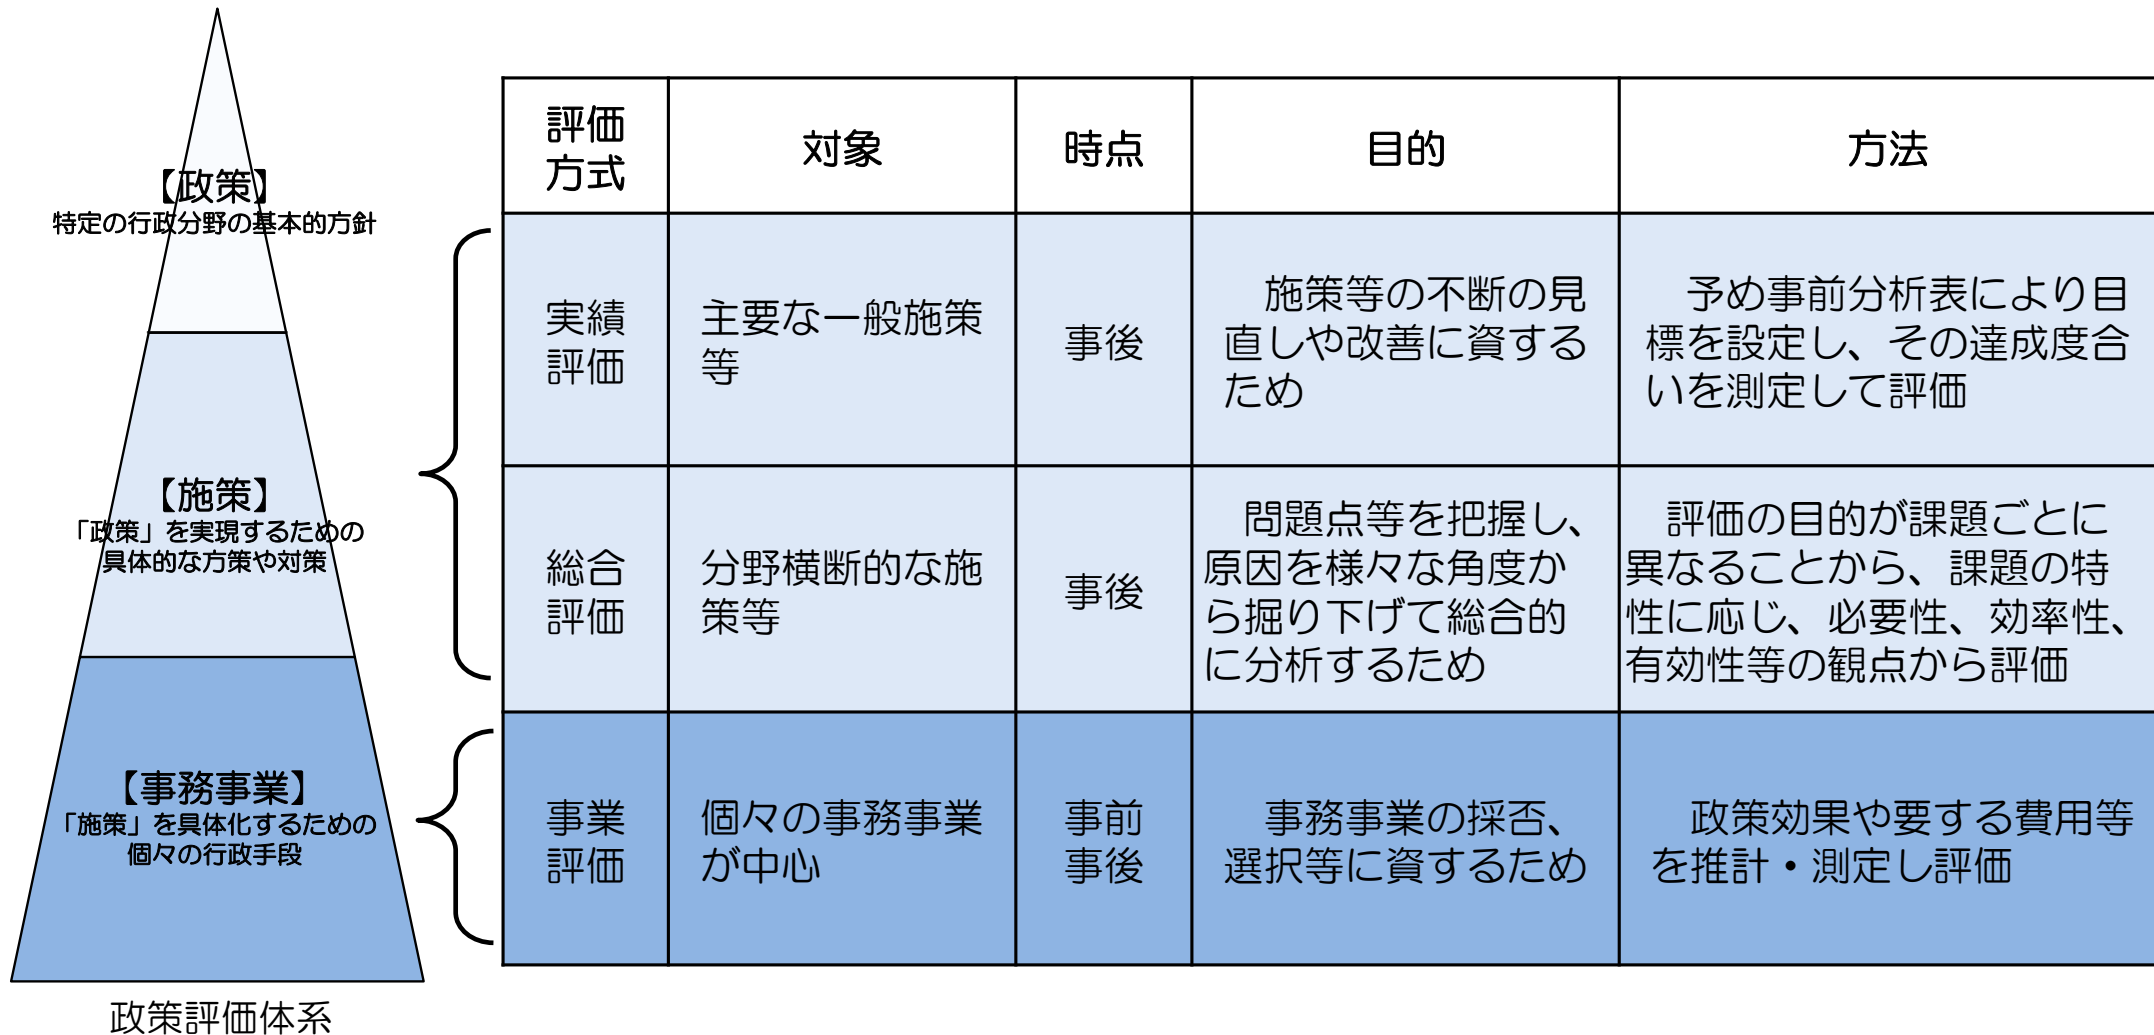 【政策】
特定の行政分野の基本的方針
【施策】
「政策」を実現するための
具体的な方策や対策
【事務事業】
「施策」を具体化するための
個々の行政手段
政策評価体系
評価
方式
対象
時点
目的
方法
実績
評価
主要な一般施策
等
事後
施策等の不断の見
直しや改善に資する
ため
予め事前分析表により目
標を設定し、その達成度合
いを測定して評価
総合
評価
分野横断的な施
策等
事後
問題点等を把握し、
原因を様々な角度か
ら掘り下げて総合的
に分析するため
評価の目的が課題ごとに
異なることから、課題の特
性に応じ、必要性、効率性、
有効性等の観点から評価
事業
評価
個々の事務事業
が中心
事前
事後
事務事業の採否、
選択等に資するため
政策効果や要する費用等
を推計・測定し評価